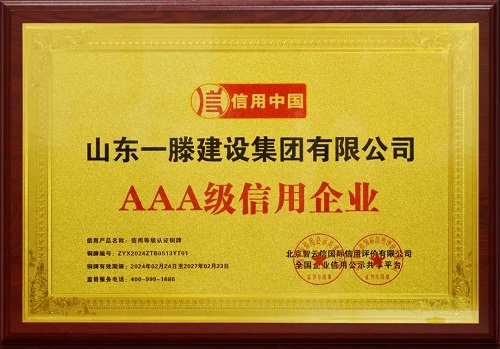 信用中国
山东一滕建设集团有限公司
AAA级信用企业
信用产品名称：信用等级认证铜牌
铜牌编号：ZYX2024ZTB0513YT01
铜牌有效期限：2024年02月24日至2027年02月23日
监督服务电话：400-990-1686
北京智云信国际信用评价有限公司
全国企业信用公示共享平台